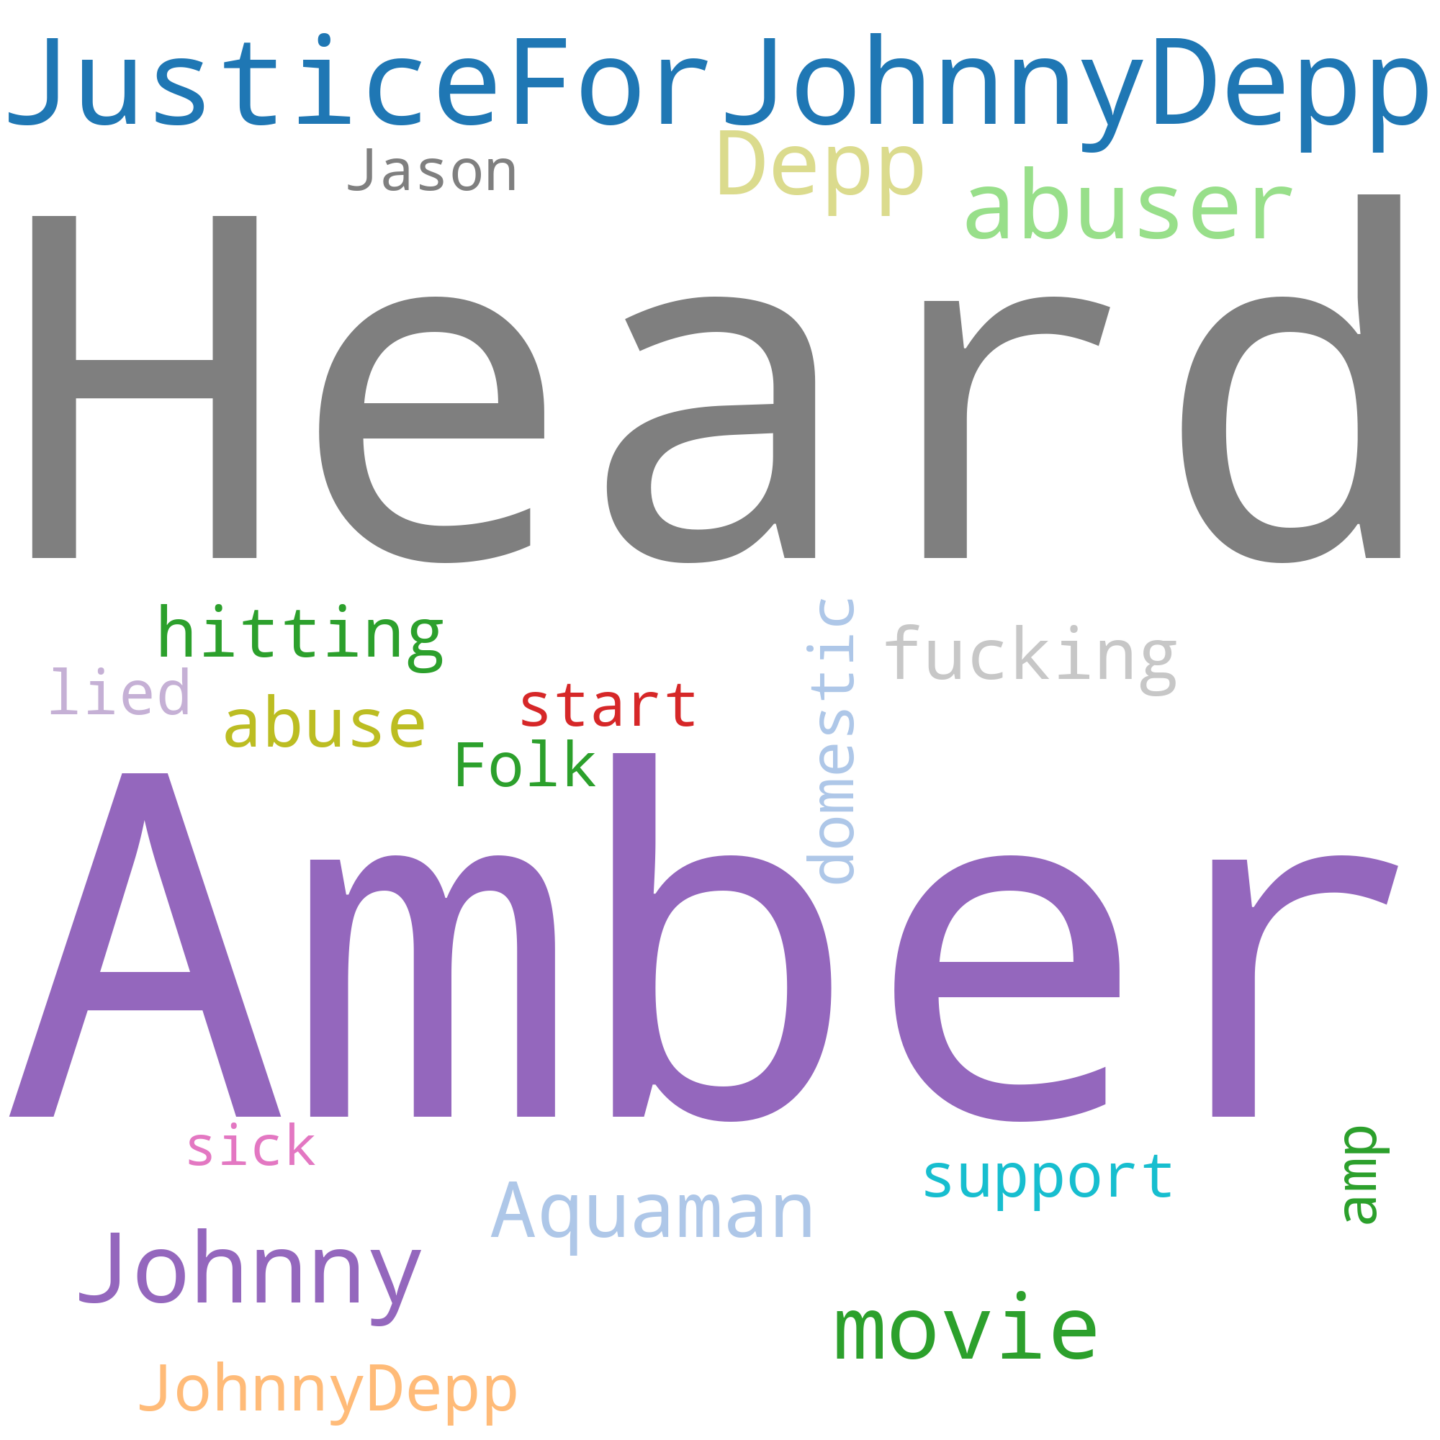 JusticeForJohnnyDepp
Jason
Depp
abuser
Heard
hitting
domestic
fucking
lied
abuse
start
Folk
Amber
sick
Aquaman
support
amp
Johnny
movie
JohnnyDepp